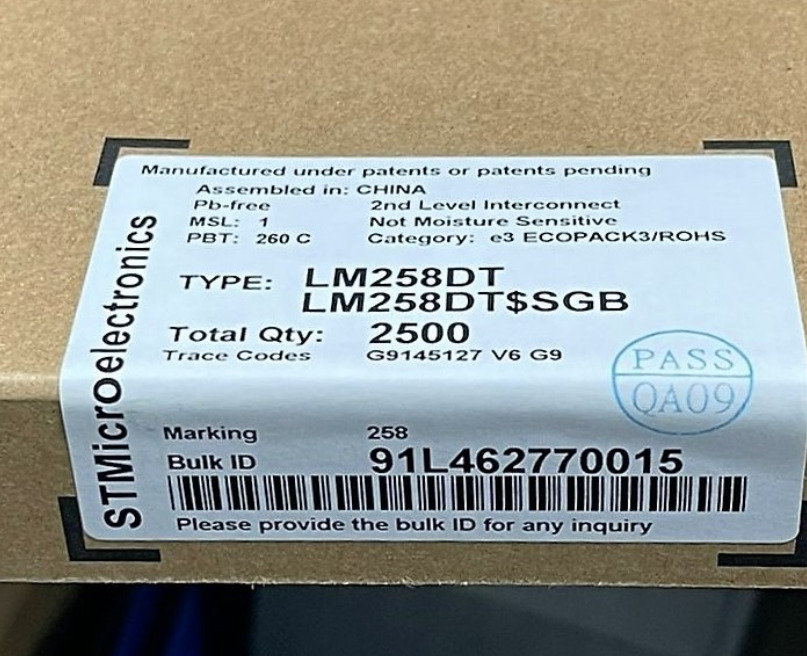 Manufactured under patents or patents pending
Assembled in: CHINA
Pb-free 2nd Level Interconnect
MSL: 1 Not Moisture Sensitive
PBT: 260 C Category: e3 ECOPACK3/ROHS
TYPE: LM258DT
LM258DT$SGB
Total Qty: 2500
Trace Codes G9145127 V6 G9
PASS
QA09
Marking 258
Bulk ID 91L462770015
Please provide the bulk ID for any inquiry
STMicroelectronics